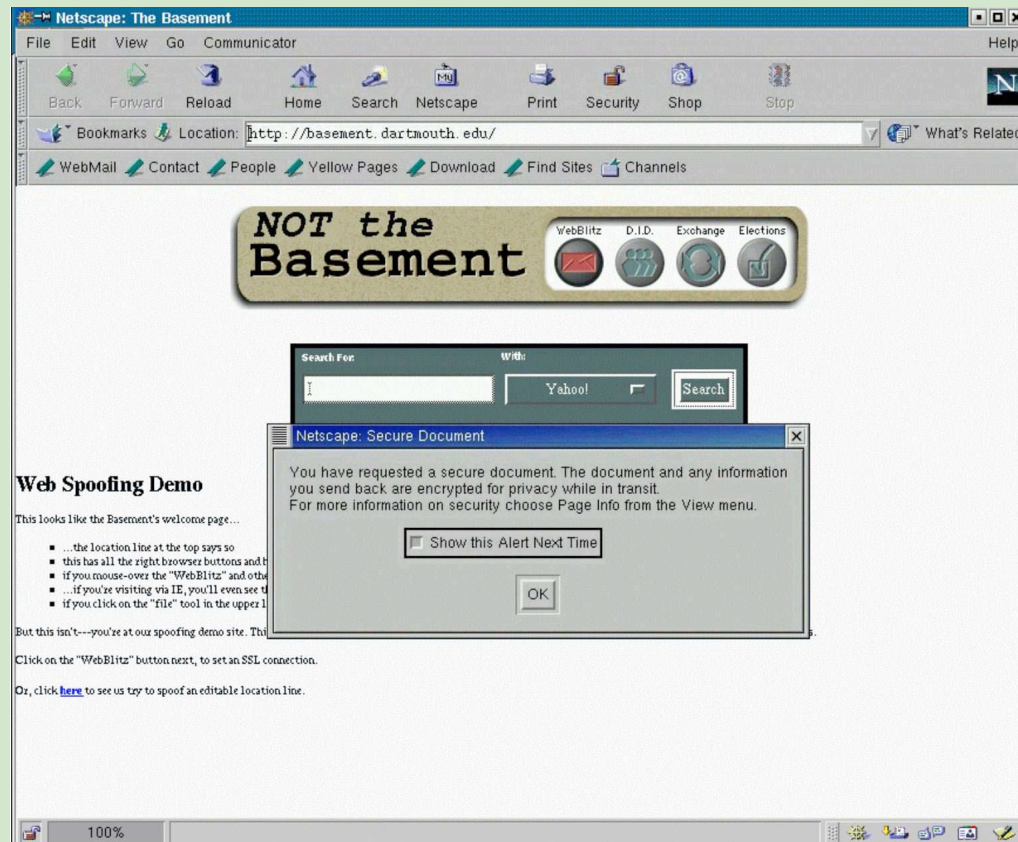 Netscape: The Basement
File Edit View Go Communicator Help
Back Forward Reload Home Search Netscape Print Security Shop Stop
My
N
Bookmarks Location: http://basement.dartmouth.edu/ What's Related
WebMail Contact People Yellow Pages Download Find Sites Channels
NOT the
Basement
WebBlitz D.I.D. Exchange Elections
Search For: With:
Yahoo! Search
Netscape: Secure Document
You have requested a secure document. The document and any information
you send back are encrypted for privacy while in transit.
For more information on security choose Page Info from the View menu.
Show this Alert Next Time
OK
Web Spoofing Demo
This looks like the Basement's welcome page...
...the location line at the top says so
this has all the right browser buttons and
if you mouse-over the "WebBlitz" and othe
...if you're visiting via IE, you'll even see
if you click on the "file" tool in the upper
But this isn't---you're at our spoofing demo site. Thi
Click on the "WebBlitz" button next, to set an SSL connection.
Or, click here to see us try to spoof an editable location line.
100%